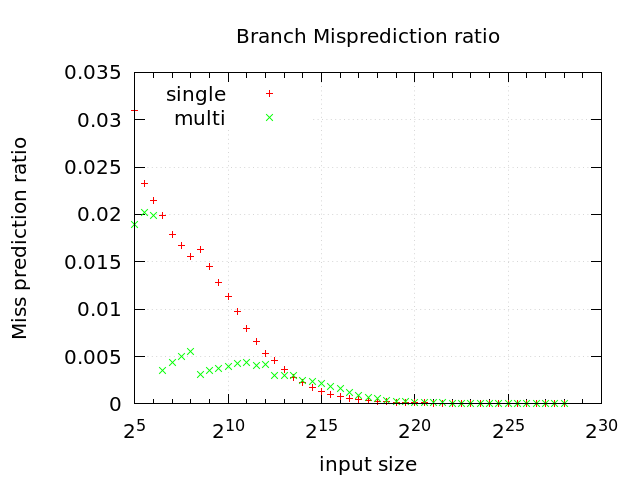 Branch Misprediction ratio
0.035
0.03
0.025
0.02
0.015
0.01
0.005
0
Miss prediction ratio
single
multi
2^5 2^10 2^15 2^20 2^25 2^30
input size